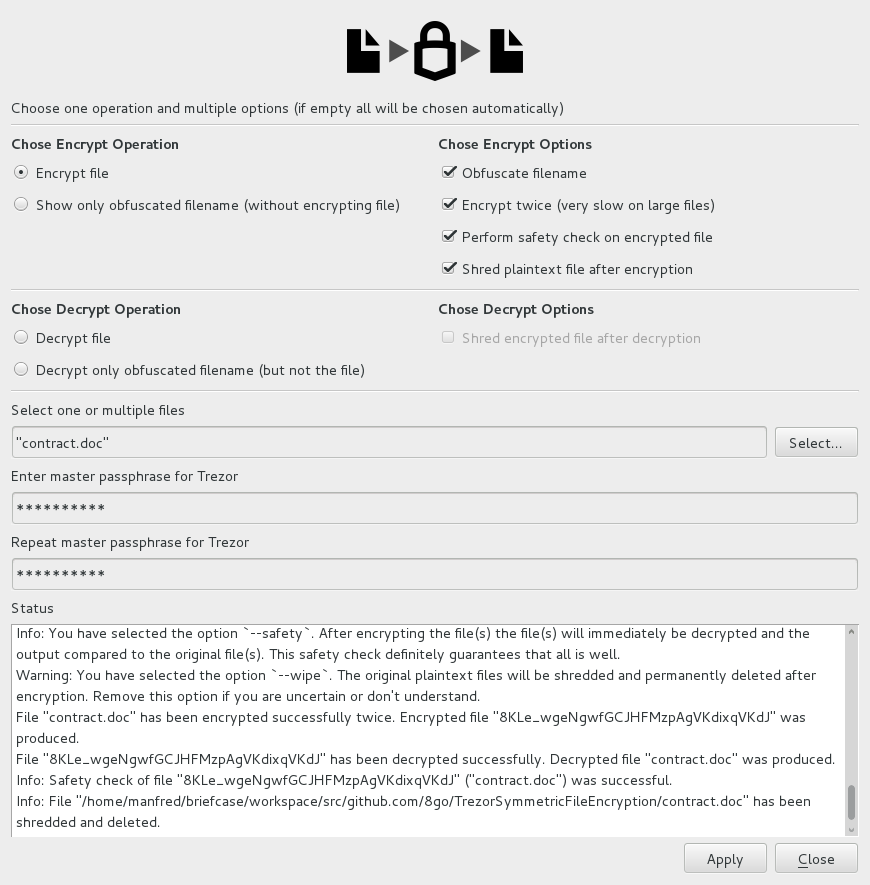 Choose one operation and multiple options (if empty all will be chosen automatically)
Chose Encrypt Operation
Encrypt file
Show only obfuscated filename (without encrypting file)
Chose Encrypt Options
Obfuscate filename
Encrypt twice (very slow on large files)
Perform safety check on encrypted file
Shred plaintext file after encryption
Chose Decrypt Operation
Decrypt file
Decrypt only obfuscated filename (but not the file)
Chose Decrypt Options
Shred encrypted file after decryption
Select one or multiple files
"contract.doc"
Select...
Enter master passphrase for Trezor
**********
Repeat master passphrase for Trezor
**********
Status
Info: You have selected the option `--safety`. After encrypting the file(s) the file(s) will immediately be decrypted and the
output compared to the original file(s). This safety check definitely guarantees that all is well.
Warning: You have selected the option `--wipe`. The original plaintext files will be shredded and permanently deleted after
encryption. Remove this option if you are uncertain or don't understand.
File "contract.doc" has been encrypted successfully twice. Encrypted file "8KLe_wgeNgwfGCJHFMzpAgVKdixqVKdJ" was
produced.
File "8KLe_wgeNgwfGCJHFMzpAgVKdixqVKdJ" has been decrypted successfully. Decrypted file "contract.doc" was produced.
Info: Safety check of file "8KLe_wgeNgwfGCJHFMzpAgVKdixqVKdJ" ("contract.doc") was successful.
Info: File "/home/manfred/briefcase/workspace/src/github.com/8go/TrezorSymmetricFileEncryption/contract.doc" has been
shredded and deleted.
Apply
Close